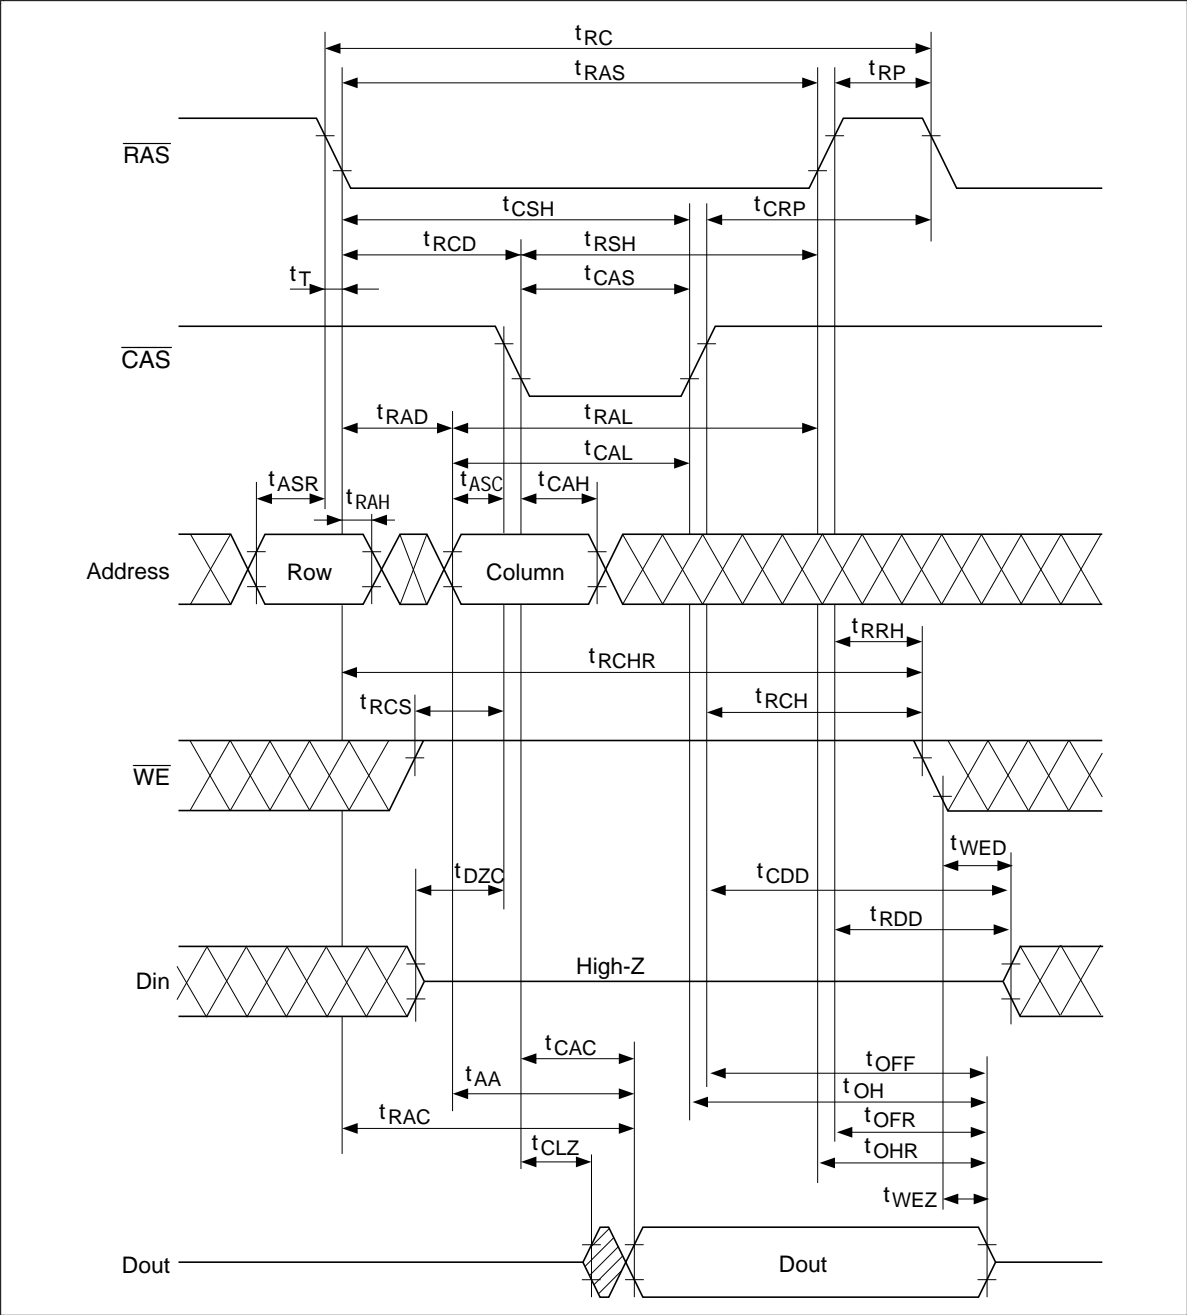 tRC
tRAS tRP
RAS
tCSH tCRP
tRCD tRSH
tT tCAS
CAS
tRAD tRAL
tCAL
tASR tASC tCAH
tRAH
Address Row Column
tRRH
tRCHR
tRCS tRCH
WE
tWED
tDZC tCDD
tRDD
Din High-Z
tCAC tOFF
tAA tOH
tRAC tOFR
tCLZ tOHR
tWEZ
Dout Dout